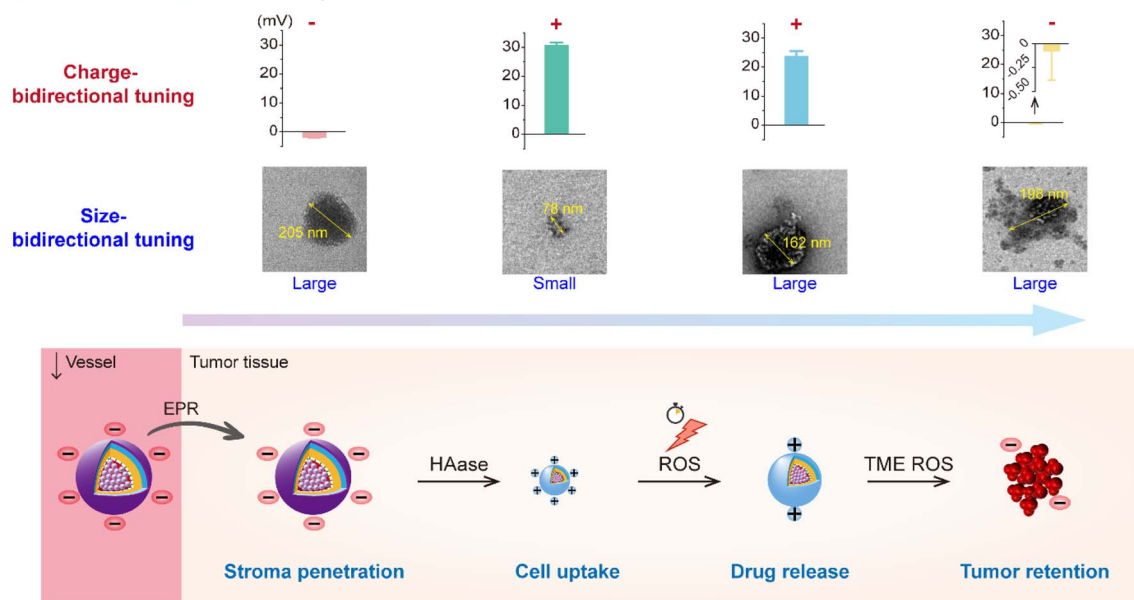 (mV)
-
30
20
10
0
+
30
20
10
0
+
30
20
10
0
-
30
20
10
0
0
-0.25
-0.50
Charge-
bidirectional tuning
Size-
bidirectional tuning
205 nm
Large
78 nm
Small
162 nm
Large
198 nm
Large
Vessel
Tumor tissue
EPR
HAase
ROS
TME ROS
Stroma penetration
Cell uptake
Drug release
Tumor retention